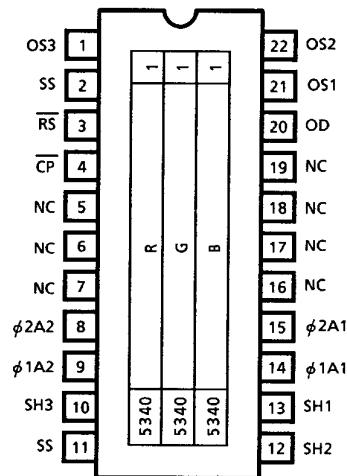 OS3 1 1 1 1 22 OS2
SS 2 21 OS1
R̅S̅ 3 20 OD
C̅P̅ 4 19 NC
NC 5 18 NC
NC 6 R G B 17 NC
NC 7 16 NC
ϕ2A2 8 15 ϕ2A1
ϕ1A2 9 14 ϕ1A1
SH3 10 5340 5340 5340 13 SH1
SS 11 12 SH2